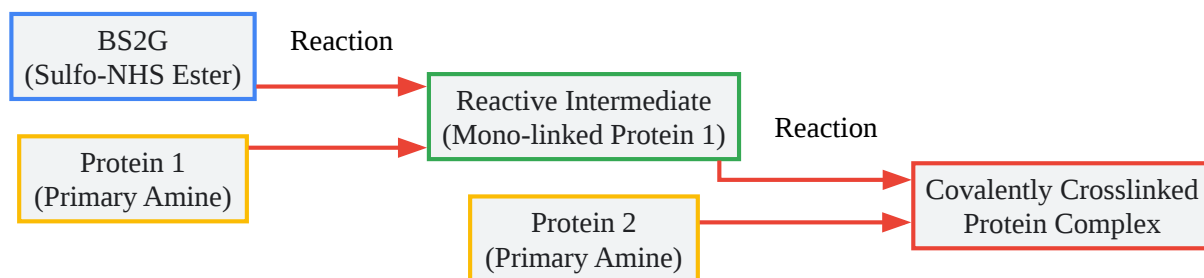 BS2G
(Sulfo-NHS Ester)
Reaction
Protein 1
(Primary Amine)
Reactive Intermediate
(Mono-linked Protein 1)
Reaction
Protein 2
(Primary Amine)
Covalently Crosslinked
Protein Complex